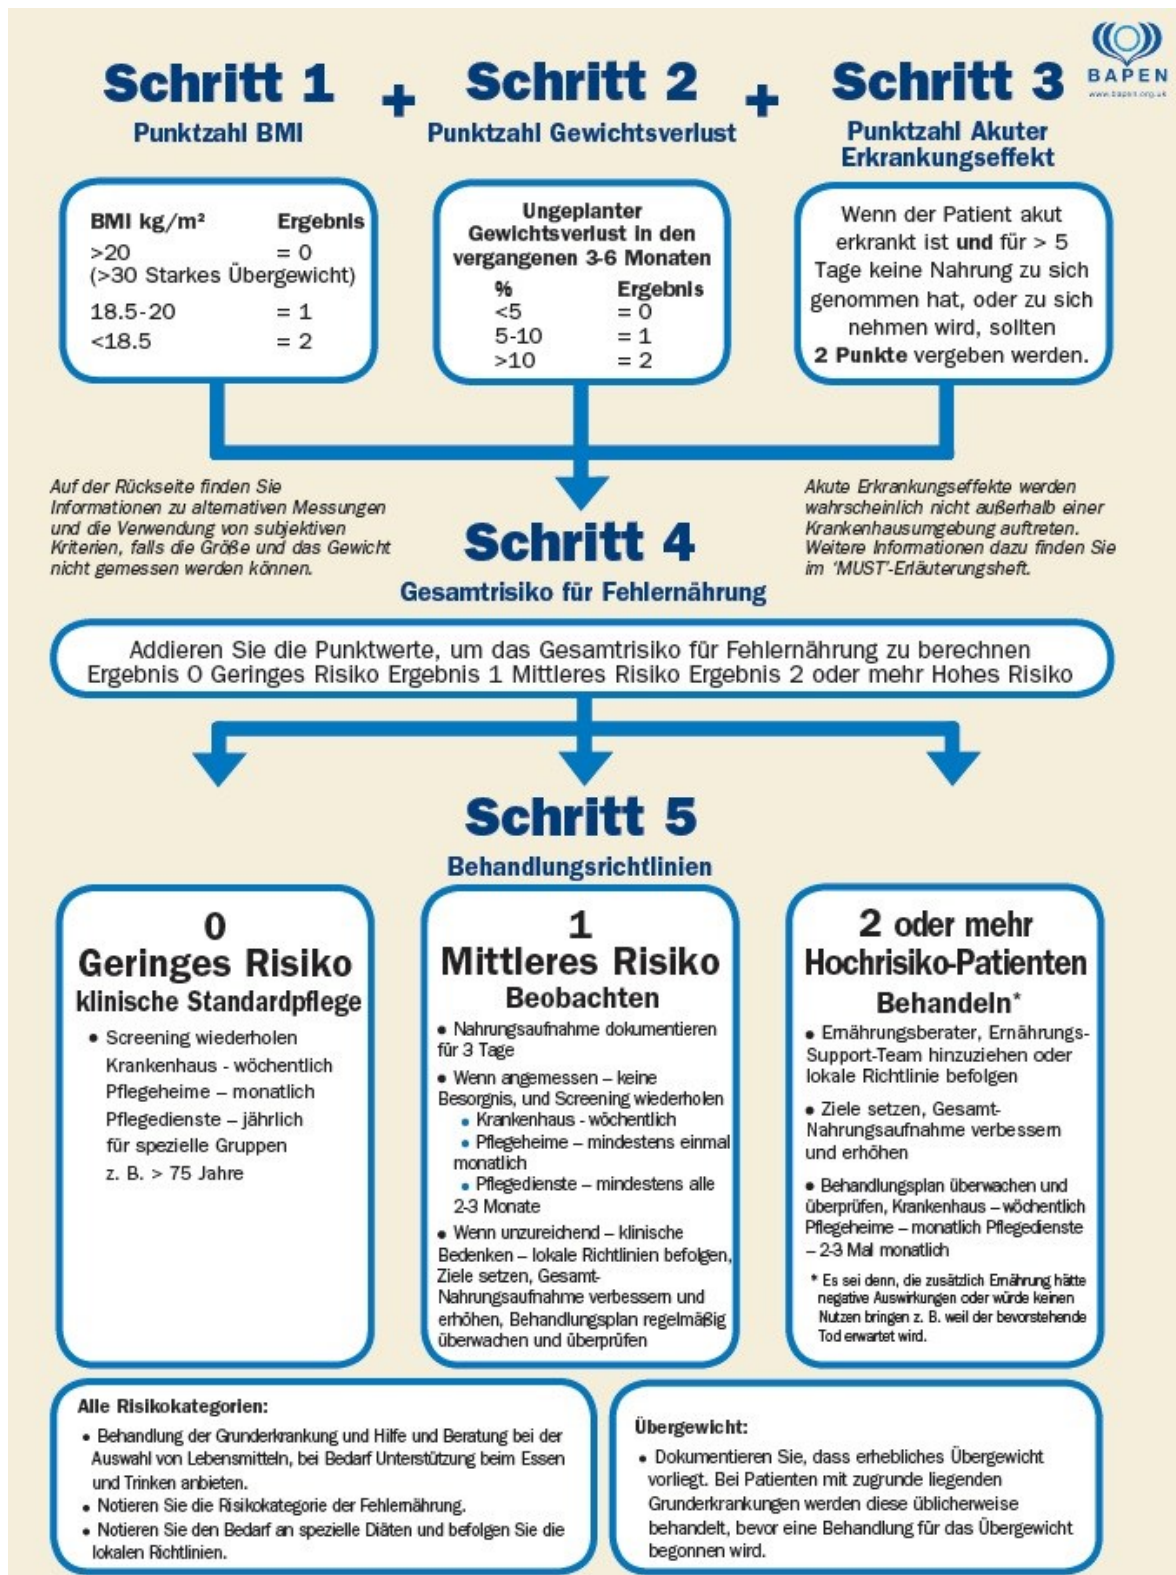 Schritt 1
Punktzahl BMI
+
Schritt 2
Punktzahl Gewichtsverlust
+
Schritt 3
Punktzahl Akuter
Erkrankungseffekt
BAPEN
www.bapen.org.uk
BMI kg/m² Ergebnis
>20 = 0
(>30 Starkes Übergewicht)
18.5-20 = 1
<18.5 = 2
Ungeplanter
Gewichtsverlust in den
vergangenen 3-6 Monaten
% Ergebnis
<5 = 0
5-10 = 1
>10 = 2
Wenn der Patient akut
erkrankt ist und für > 5
Tage keine Nahrung zu sich
genommen hat, oder zu sich
nehmen wird, sollten
2 Punkte vergeben werden.
Auf der Rückseite finden Sie
Informationen zu alternativen Messungen
und die Verwendung von subjektiven
Kriterien, falls die Größe und das Gewicht
nicht gemessen werden können.
Akute Erkrankungseffekte werden
wahrscheinlich nicht außerhalb einer
Krankenhausumgebung auftreten.
Weitere Informationen dazu finden Sie
im 'MUST'-Erläuterungsheft.
Schritt 4
Gesamtrisiko für Fehlernährung
Addieren Sie die Punktwerte, um das Gesamtrisiko für Fehlernährung zu berechnen
Ergebnis O Geringes Risiko Ergebnis 1 Mittleres Risiko Ergebnis 2 oder mehr Hohes Risiko
Schritt 5
Behandlungsrichtlinien
0
Geringes Risiko
klinische Standardpflege
• Screening wiederholen
Krankenhaus - wöchentlich
Pflegeheime – monatlich
Pflegedienste – jährlich
für spezielle Gruppen
z. B. > 75 Jahre
1
Mittleres Risiko
Beobachten
• Nahrungsaufnahme dokumentieren
für 3 Tage
• Wenn angemessen – keine
Besorgnis, und Screening wiederholen
• Krankenhaus - wöchentlich
• Pflegeheime – mindestens einmal
monatlich
• Pflegedienste – mindestens alle
2-3 Monate
• Wenn unzureichend – klinische
Bedenken – lokale Richtlinien befolgen,
Ziele setzen, Gesamt-
Nahrungsaufnahme verbessern und
erhöhen, Behandlungsplan regelmäßig
überwachen und überprüfen
2 oder mehr
Hochrisiko-Patienten
Behandeln*
• Ernährungsberater, Ernährungs-
Support-Team hinzuziehen oder
lokale Richtlinie befolgen
• Ziele setzen, Gesamt-
Nahrungsaufnahme verbessern
und erhöhen
• Behandlungsplan überwachen und
überprüfen, Krankenhaus – wöchentlich
Pflegeheime – monatlich Pflegedienste
– 2-3 Mal monatlich
* Es sei denn, die zusätzlich Ernährung hätte
negative Auswirkungen oder würde keinen
Nutzen bringen z. B. weil der bevorstehende
Tod erwartet wird.
Alle Risikokategorien:
• Behandlung der Grunderkrankung und Hilfe und Beratung bei der
Auswahl von Lebensmitteln, bei Bedarf Unterstützung beim Essen
und Trinken anbieten.
• Notieren Sie die Risikokategorie der Fehlernährung.
• Notieren Sie den Bedarf an spezielle Diäten und befolgen Sie die
lokalen Richtlinien.
Übergewicht:
• Dokumentieren Sie, dass erhebliches Übergewicht
vorliegt. Bei Patienten mit zugrunde liegenden
Grunderkrankungen werden diese üblicherweise
behandelt, bevor eine Behandlung für das Übergewicht
begonnen wird.